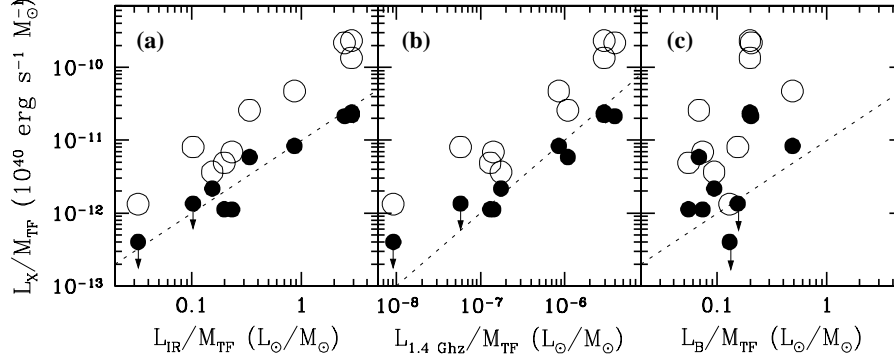 (a) (b) (c)
L_X/M_TF (10^40 erg s^−1 M_⊙^−1)
10^−10
10^−11
10^−12
10^−13
0.1 1 10^−8 10^−7 10^−6 0.1 1
L_IR/M_TF (L_⊙/M_⊙) L_1.4 Ghz/M_TF (L_⊙/M_⊙) L_B/M_TF (L_⊙/M_⊙)